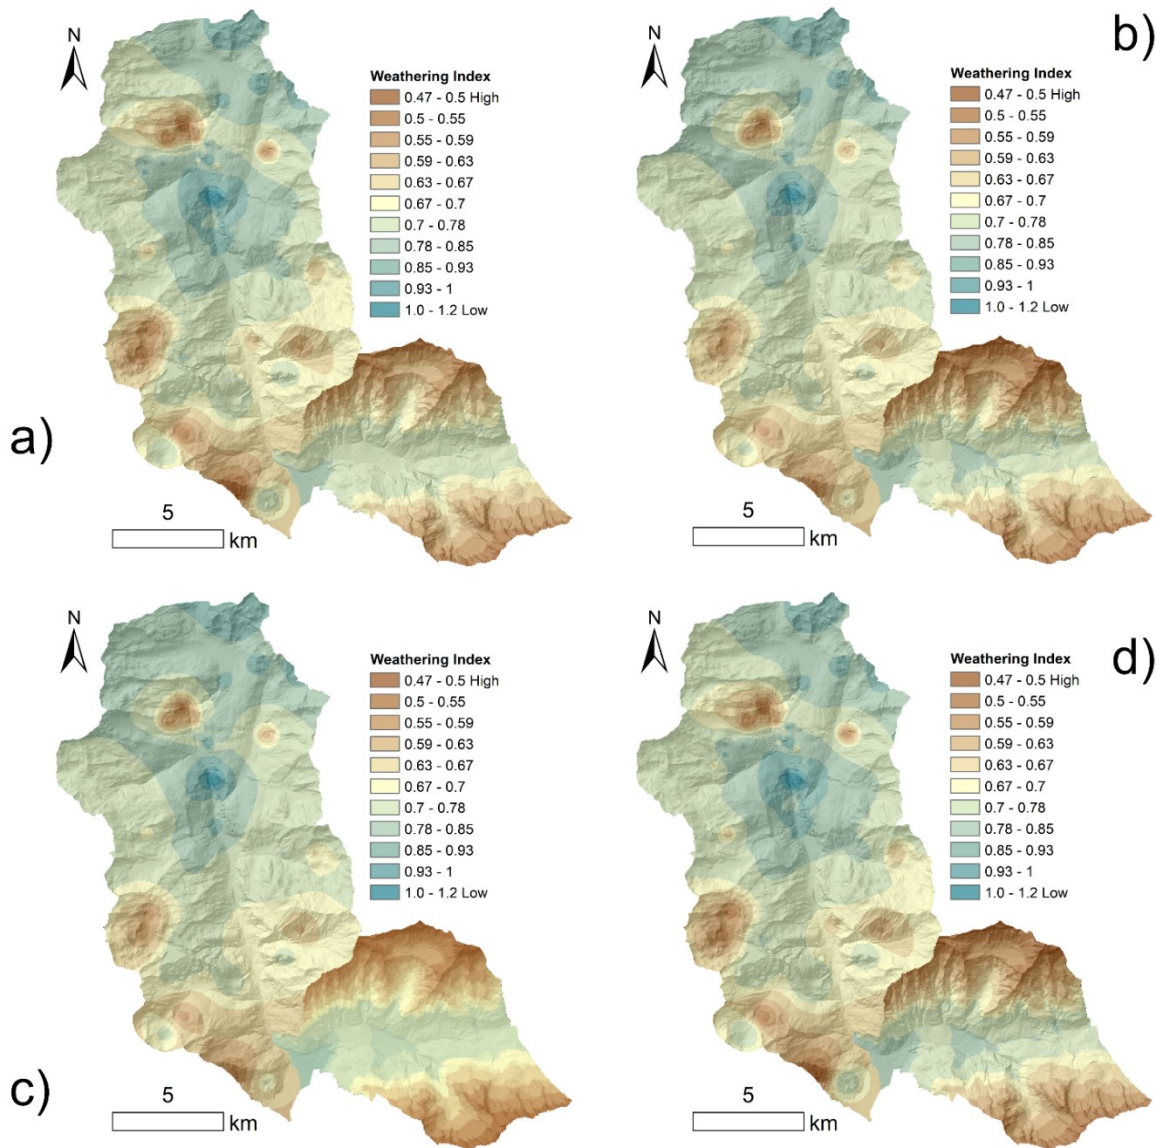 N
Weathering Index
0.47 - 0.5 High
0.5 - 0.55
0.55 - 0.59
0.59 - 0.63
0.63 - 0.67
0.67 - 0.7
0.7 - 0.78
0.78 - 0.85
0.85 - 0.93
0.93 - 1
1.0 - 1.2 Low
a)
5
km
b)
N
Weathering Index
0.47 - 0.5 High
0.5 - 0.55
0.55 - 0.59
0.59 - 0.63
0.63 - 0.67
0.67 - 0.7
0.7 - 0.78
0.78 - 0.85
0.85 - 0.93
0.93 - 1
1.0 - 1.2 Low
5
km
N
Weathering Index
0.47 - 0.5 High
0.5 - 0.55
0.55 - 0.59
0.59 - 0.63
0.63 - 0.67
0.67 - 0.7
0.7 - 0.78
0.78 - 0.85
0.85 - 0.93
0.93 - 1
1.0 - 1.2 Low
c)
5
km
d)
N
Weathering Index
0.47 - 0.5 High
0.5 - 0.55
0.55 - 0.59
0.59 - 0.63
0.63 - 0.67
0.67 - 0.7
0.7 - 0.78
0.78 - 0.85
0.85 - 0.93
0.93 - 1
1.0 - 1.2 Low
5
km